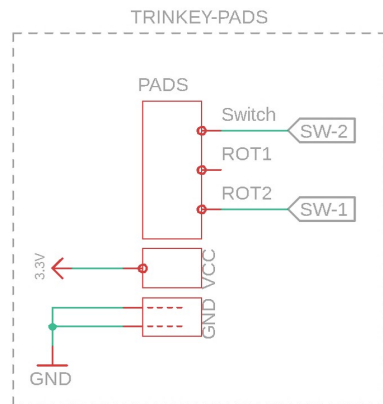 TRINKEY-PADS
PADS
Switch
SW-2
ROT1
ROT2
SW-1
3.3V
VCC
GND
GND